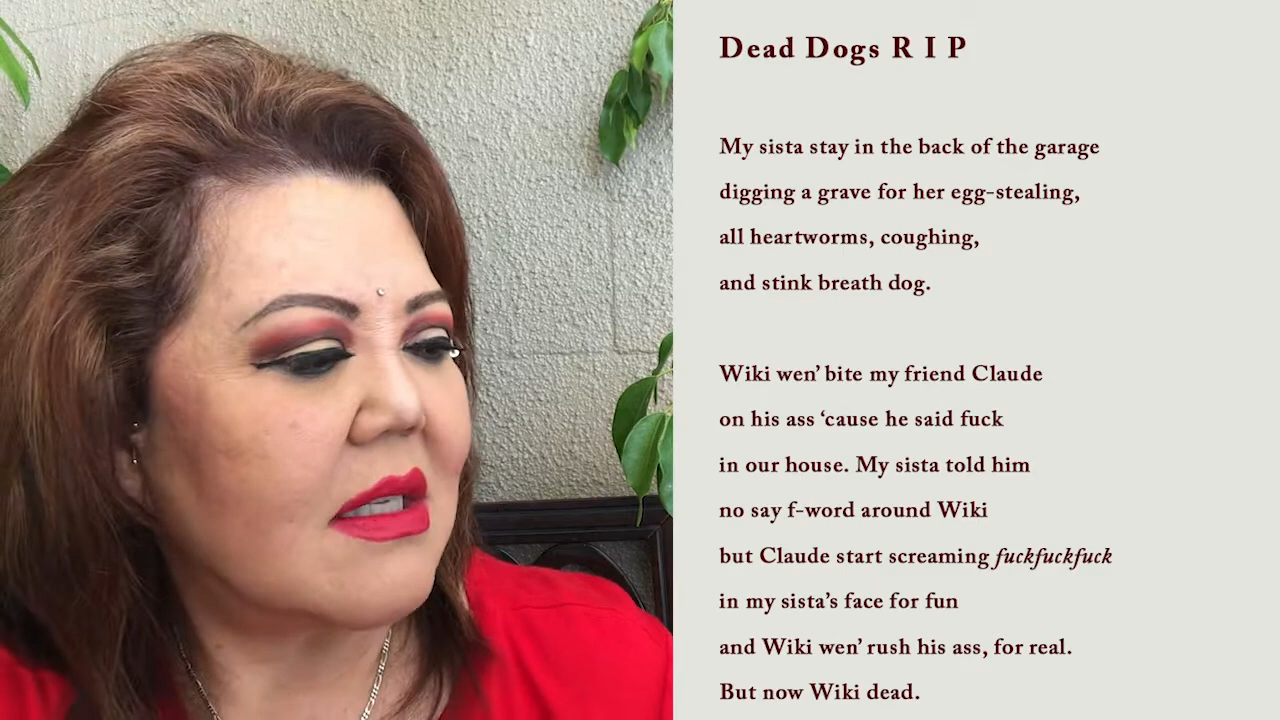 Dead Dogs R I P
My sista stay in the back of the garage
digging a grave for her egg-stealing,
all heartworms, coughing,
and stink breath dog.
Wiki wen’ bite my friend Claude
on his ass ‘cause he said fuck
in our house. My sista told him
no say f-word around Wiki
but Claude start screaming fuckfuckfuck
in my sista’s face for fun
and Wiki wen’ rush his ass, for real.
But now Wiki dead.